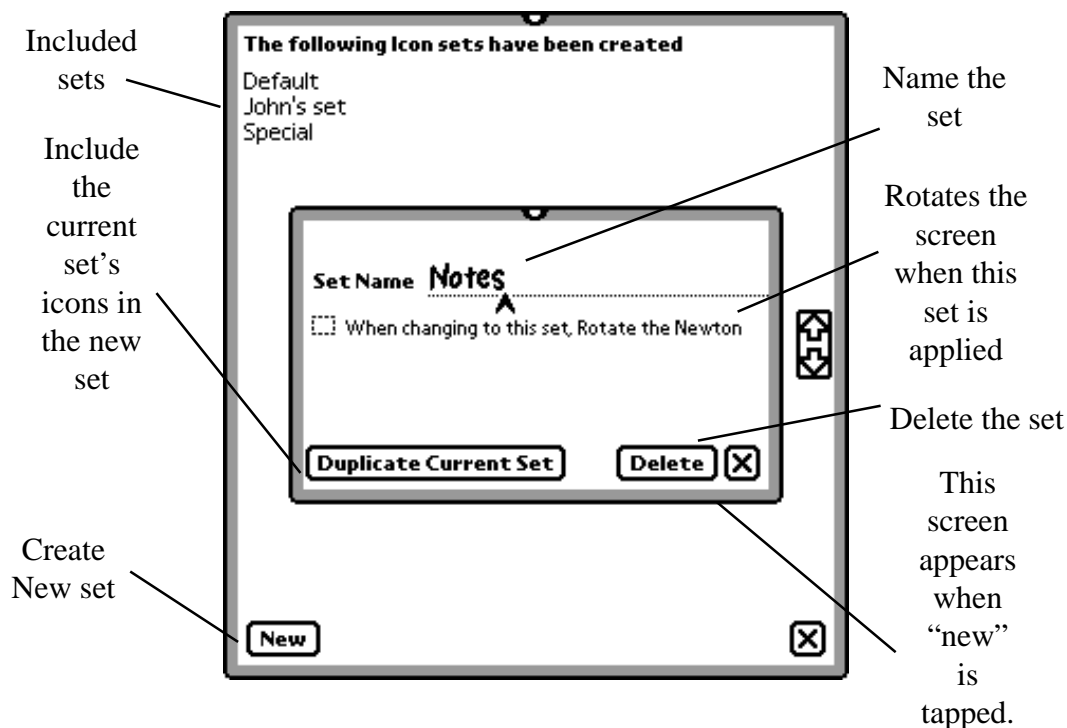 Included
sets
Include
the
current
set's
icons in
the new
set
Create
New set
The following Icon sets have been created
Default
John's set
Special
Set Name Notes
When changing to this set, Rotate the Newton
Duplicate Current Set
Delete
New
Name the
set
Rotates the
screen
when this
set is
applied
Delete the set
This
screen
appears
when
“new”
is
tapped.